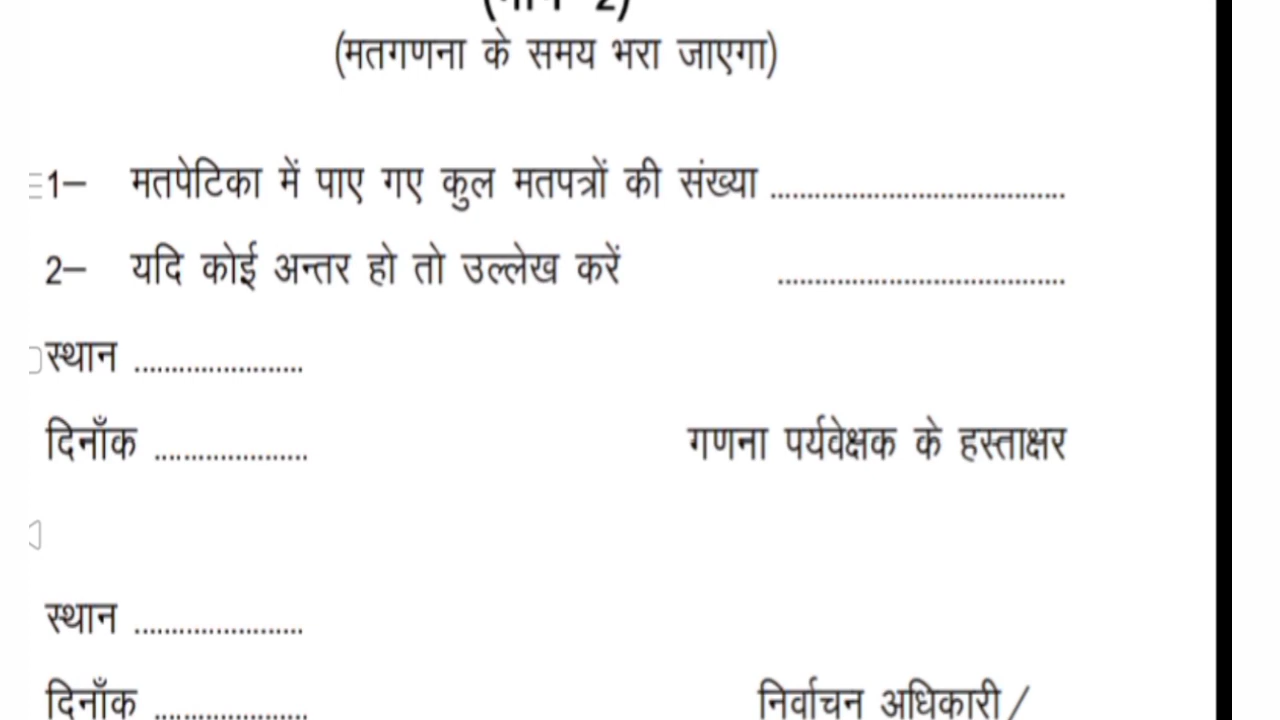 (मतगणना के समय भरा जाएगा)
1– मतपेटिका में पाए गए कुल मतपत्रों की संख्या ........................................
2– यदि कोई अन्तर हो तो उल्लेख करें .......................................
स्थान .......................
दिनाँक .....................
गणना पर्यवेक्षक के हस्ताक्षर
स्थान .......................
दिनाँक .....................
निर्वाचन अधिकारी/